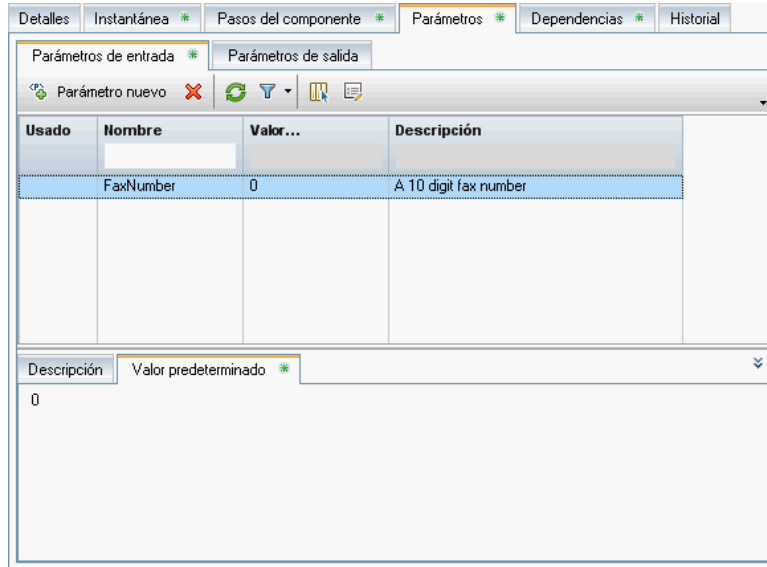 Detalles Instantánea Pasos del componente Parámetros Dependencias Historial
Parámetros de entrada Parámetros de salida
Parámetro nuevo
Usado Nombre Valor... Descripción
FaxNumber 0 A 10 digit fax number
Descripción Valor predeterminado
0